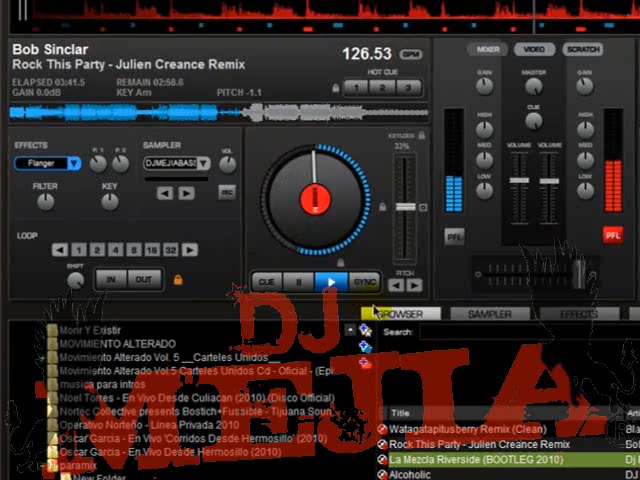 Bob Sinclar
Rock This Party - Julien Creance Remix
126.53 BPM
ELAPSED 03:41.5 REMAIN 02:58.6
GAIN 0.0dB KEY Am PITCH -1.1
HOT CUE
1 2 3
MIXER VIDEO SCRATCH
GAIN MASTER GAIN
CUE
HIGH HIGH
MED VOLUME VOLUME MED
LOW LOW
PFL PFL
EFFECTS P. 1 P. 2 SAMPLER VOL
Flanger DJMEJIABAS
FILTER KEY REC
KEYLOCK
33%
LOOP
1 2 4 8 16 32
SHIFT IN OUT
CUE II SYNC
PITCH
BROWSER SAMPLER EFFECTS
Search:
DJ
MEJIA
Morir Y Existir
MOVIMIENTO ALTERADO
Movimiento Alterado Vol. 5 __Carteles Unidos__
Movimiento Alterado Vol. 5 Carteles Unidos Cd - Oficial - (Epi
musica para intros
Noel Torres - En Vivo Desde Culiacan (2010) (Disco Oficial)
Nortec Collective presents Bostich+Fussible - Tijuana Soun
Operativo Norteño - Linea Privada 2010
Oscar Garcia - En Vivo 'Corridos Desde Hermosillo' (2010)
Oscar Garcia - En Vivo Desde Hermosillo (2010)
paramix
New Folder
Title
Watagatapitusberry Remix (Clean)
Rock This Party - Julien Creance Remix
La Mezcla Riverside (BOOTLEG 2010)
Alcoholic